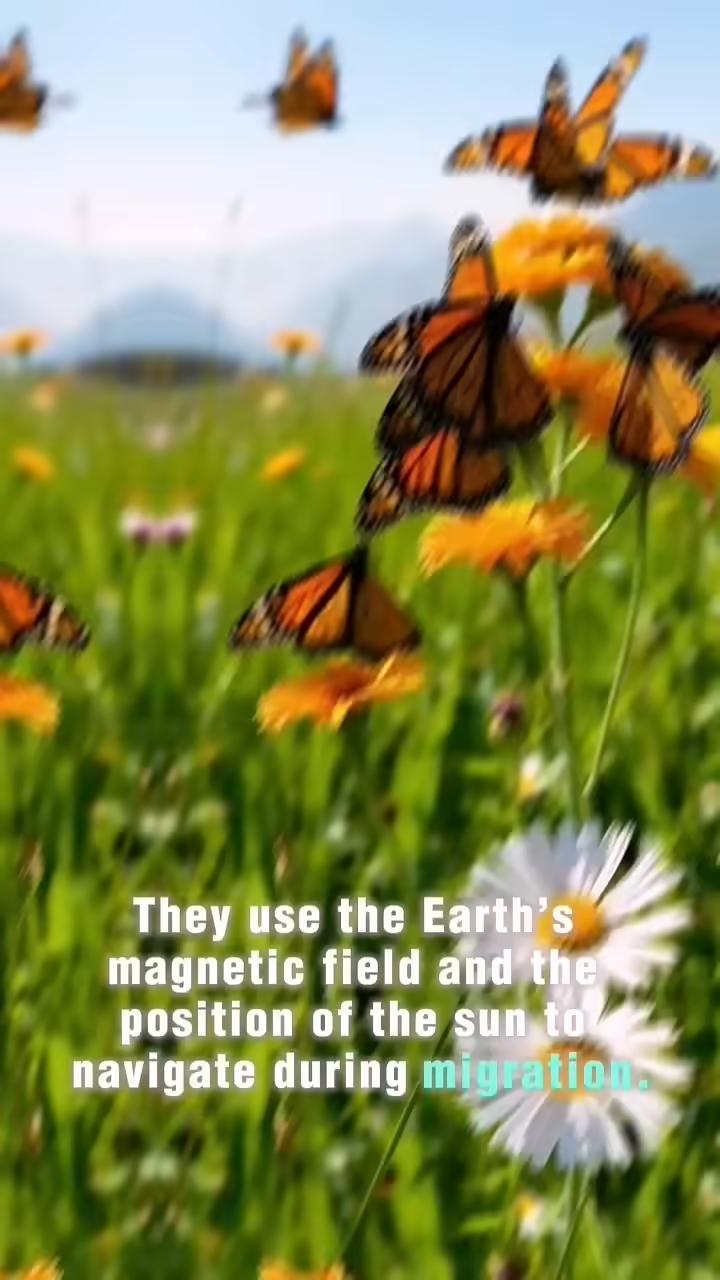 They use the Earth’s
magnetic field and the
position of the sun to
navigate during migration.